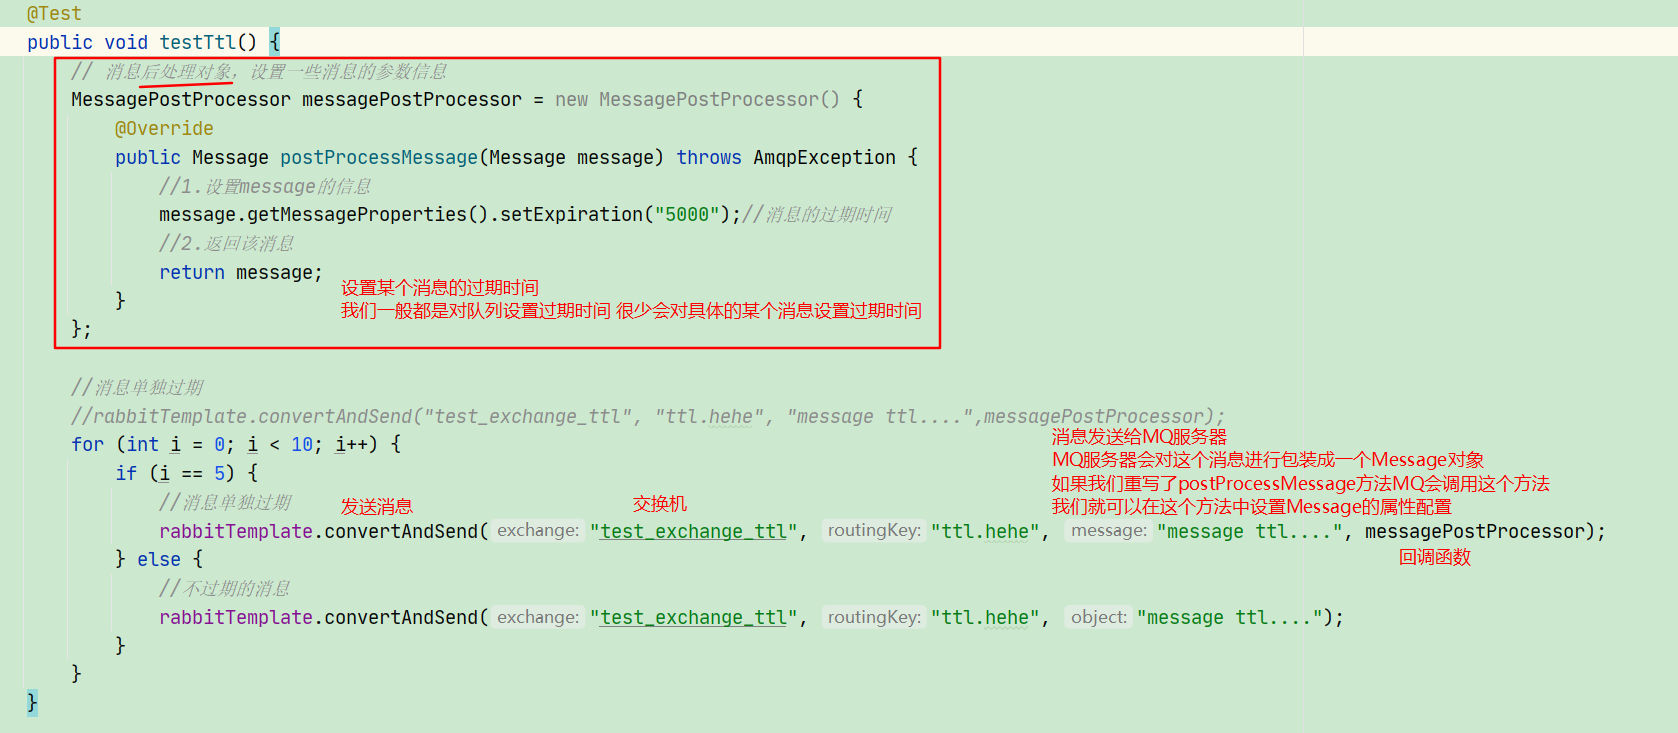 @Test
public void testTtl() {
// 消息后处理对象，设置一些消息的参数信息
MessagePostProcessor messagePostProcessor = new MessagePostProcessor() {
@Override
public Message postProcessMessage(Message message) throws AmqpException {
//1.设置message的信息
message.getMessageProperties().setExpiration("5000");//消息的过期时间
//2.返回该消息
return message;
设置某个消息的过期时间
}
我们一般都是对队列设置过期时间 很少会对具体的某个消息设置过期时间
};
//消息单独过期
//rabbitTemplate.convertAndSend("test_exchange_ttl", "ttl.hehe", "message ttl....",messagePostProcessor);
for (int i = 0; i < 10; i++) {
消息发送给MQ服务器
MQ服务器会对这个消息进行包装成一个Message对象
if (i == 5) {
如果我们重写了postProcessMessage方法MQ会调用这个方法
//消息单独过期
发送消息
交换机
我们就可以在这个方法中设置Message的属性配置
rabbitTemplate.convertAndSend( exchange: "test_exchange_ttl", routingKey: "ttl.hehe", message: "message ttl....", messagePostProcessor);
回调函数
} else {
//不过期的消息
rabbitTemplate.convertAndSend( exchange: "test_exchange_ttl", routingKey: "ttl.hehe", object: "message ttl....");
}
}
}